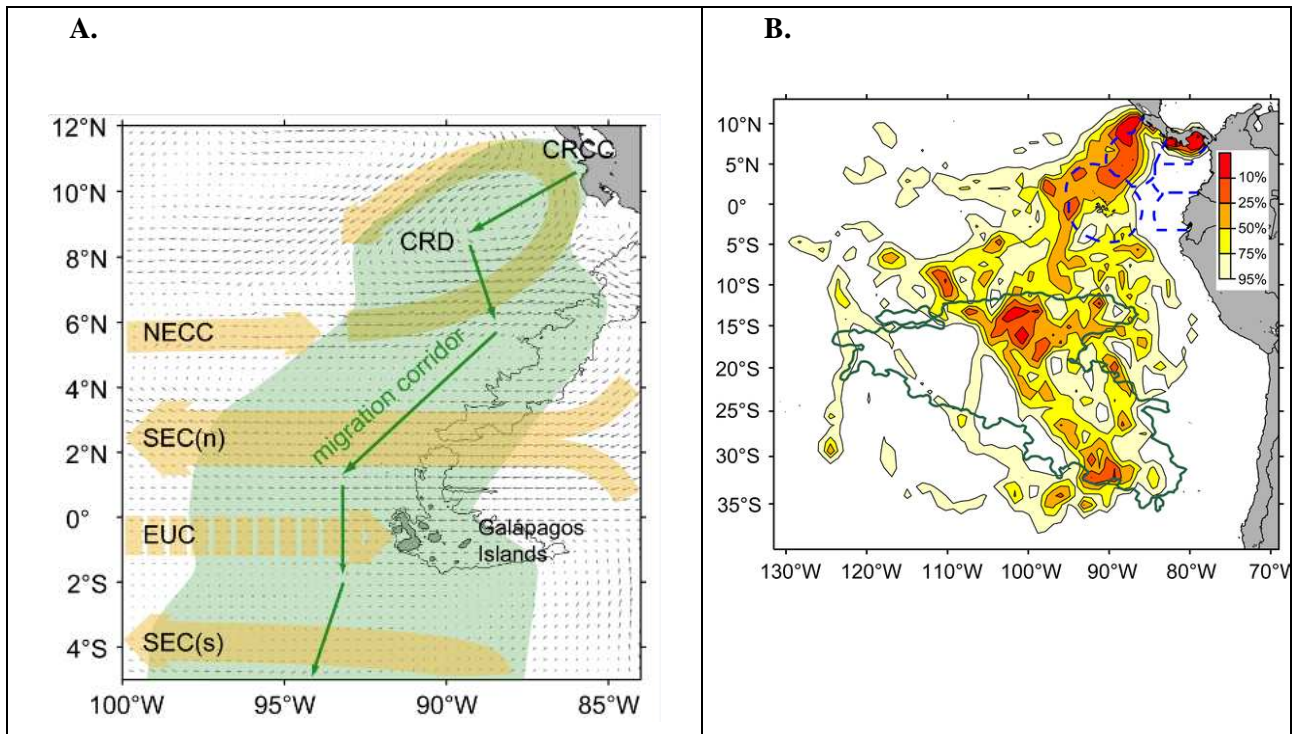 A.
12°N
10°N
8°N
6°N
4°N
2°N
0°
2°S
4°S
100°W
95°W
90°W
85°W
CRCC
CRD
NECC
migration corridor
SEC(n)
EUC
Galápagos
Islands
SEC(s)
B.
10°N
5°N
0°
5°S
10°S
15°S
20°S
25°S
30°S
35°S
130°W
120°W
110°W
100°W
90°W
80°W
70°W
10%
25%
50%
75%
95%